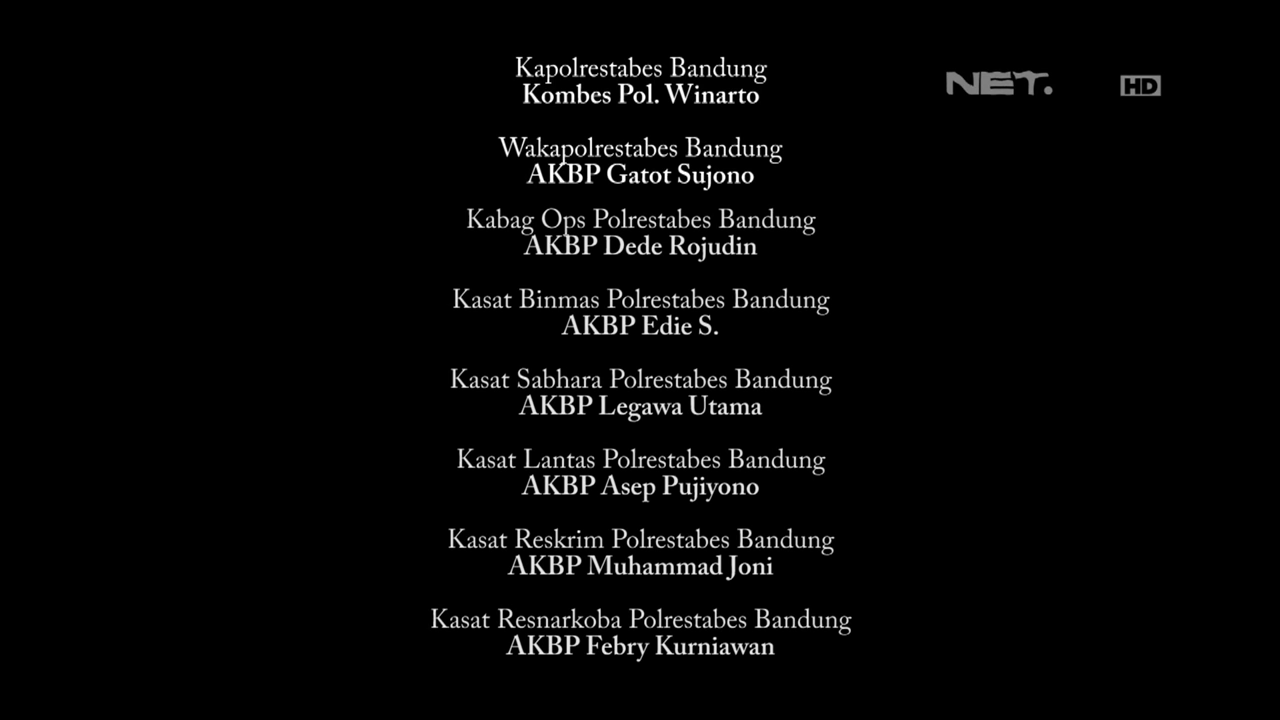 Kapolrestabes Bandung
Kombes Pol. Winarto
NET.
HD
Wakapolrestabes Bandung
AKBP Gatot Sujono
Kabag Ops Polrestabes Bandung
AKBP Dede Rojudin
Kasat Binmas Polrestabes Bandung
AKBP Edie S.
Kasat Sabhara Polrestabes Bandung
AKBP Legawa Utama
Kasat Lantas Polrestabes Bandung
AKBP Asep Pujiyono
Kasat Reskrim Polrestabes Bandung
AKBP Muhammad Joni
Kasat Resnarkoba Polrestabes Bandung
AKBP Febry Kurniawan